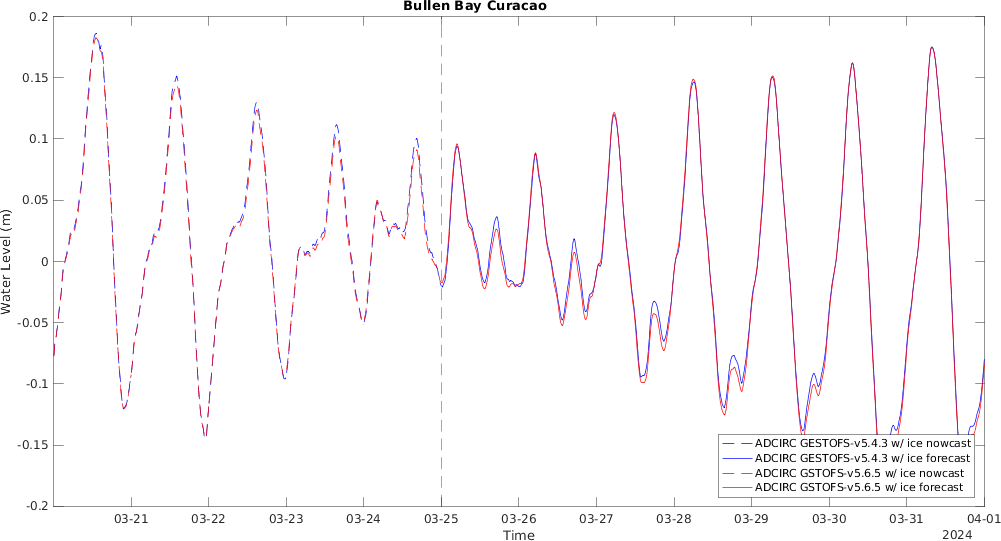 Bullen Bay Curacao
0.2
0.15
0.1
0.05
0
-0.05
-0.1
-0.15
-0.2
Water Level (m)
ADCIRC GESTOFS-v5.4.3 w/ ice nowcast
ADCIRC GESTOFS-v5.4.3 w/ ice forecast
ADCIRC GSTOFS-v5.6.5 w/ ice nowcast
ADCIRC GSTOFS-v5.6.5 w/ ice forecast
03-21 03-22 03-23 03-24 03-25 03-26 03-27 03-28 03-29 03-30 03-31 04-01
Time
2024